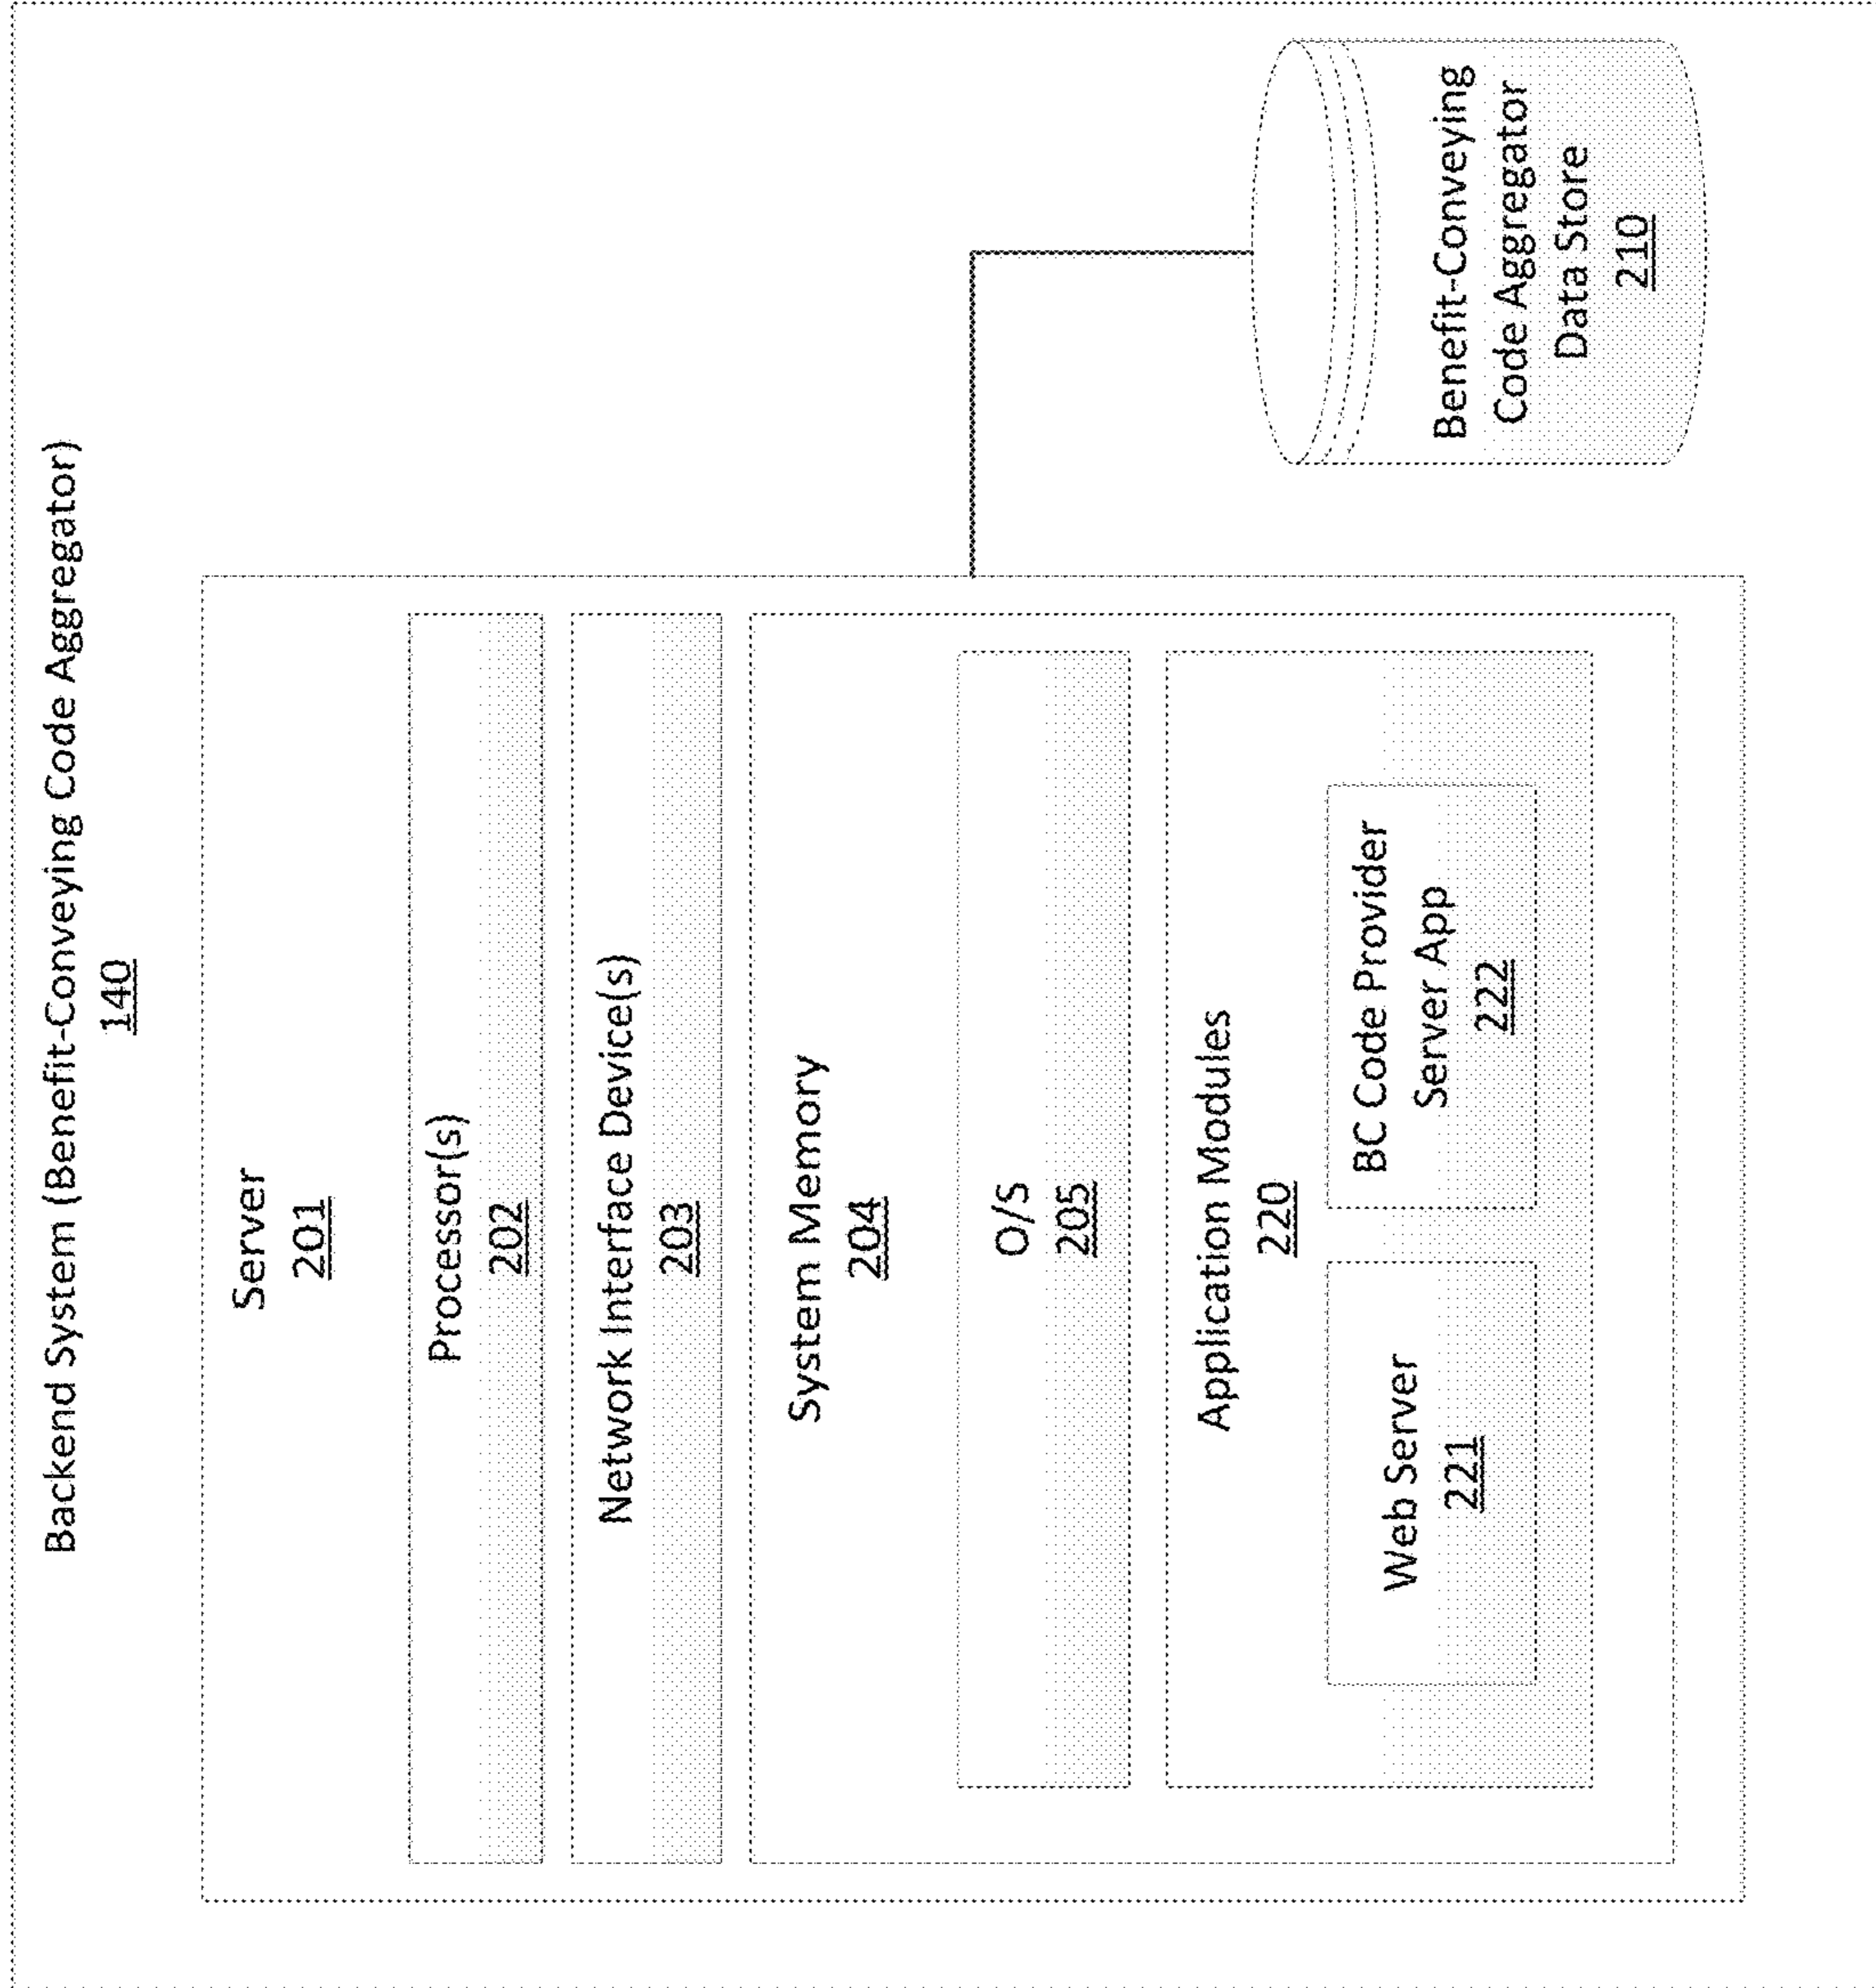 Backend System (Benefit-Conveying Code Aggregator)
140
Server
201
Processor(s)
202
Network Interface Device(s)
203
System Memory
204
O/S
205
Application Modules
220
Web Server
221
BC Code Provider
Server App
222
Benefit-Conveying
Code Aggregator
Data Store
210